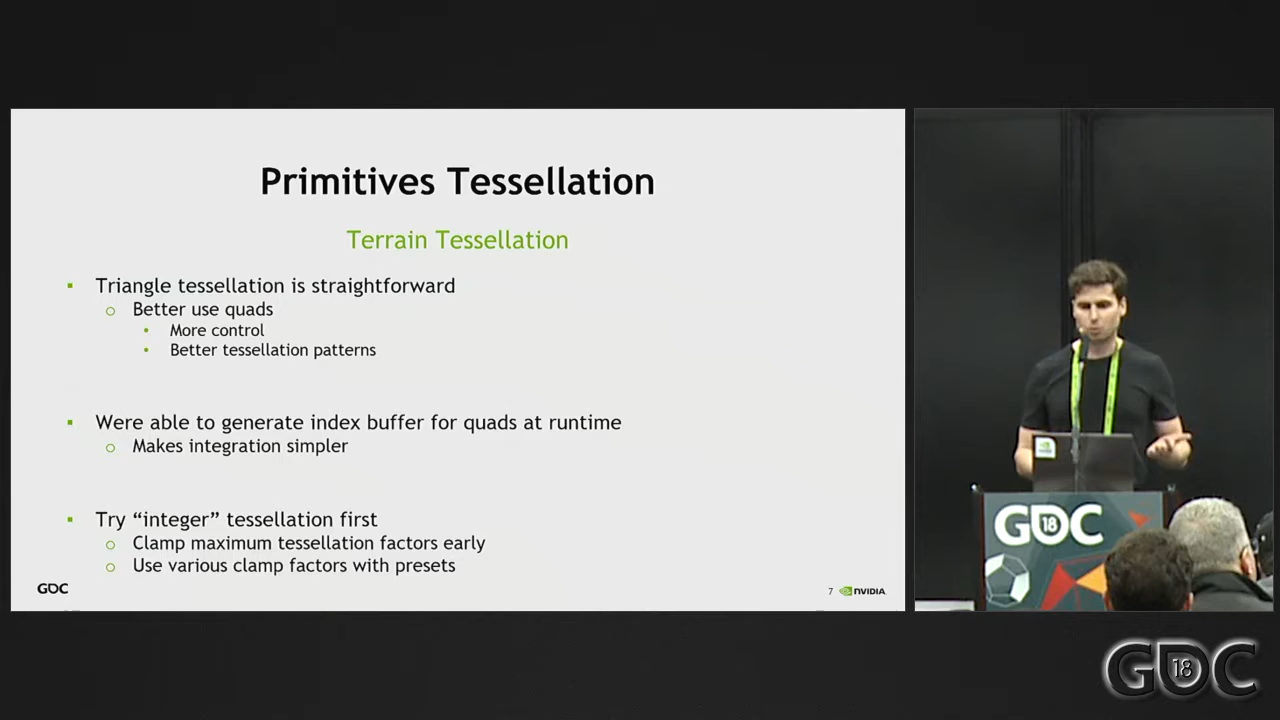 Primitives Tessellation
Terrain Tessellation
Triangle tessellation is straightforward
Better use quads
More control
Better tessellation patterns
Were able to generate index buffer for quads at runtime
Makes integration simpler
Try “integer” tessellation first
Clamp maximum tessellation factors early
Use various clamp factors with presets
GDC
7 NVIDIA
GDC 18
GDC 18